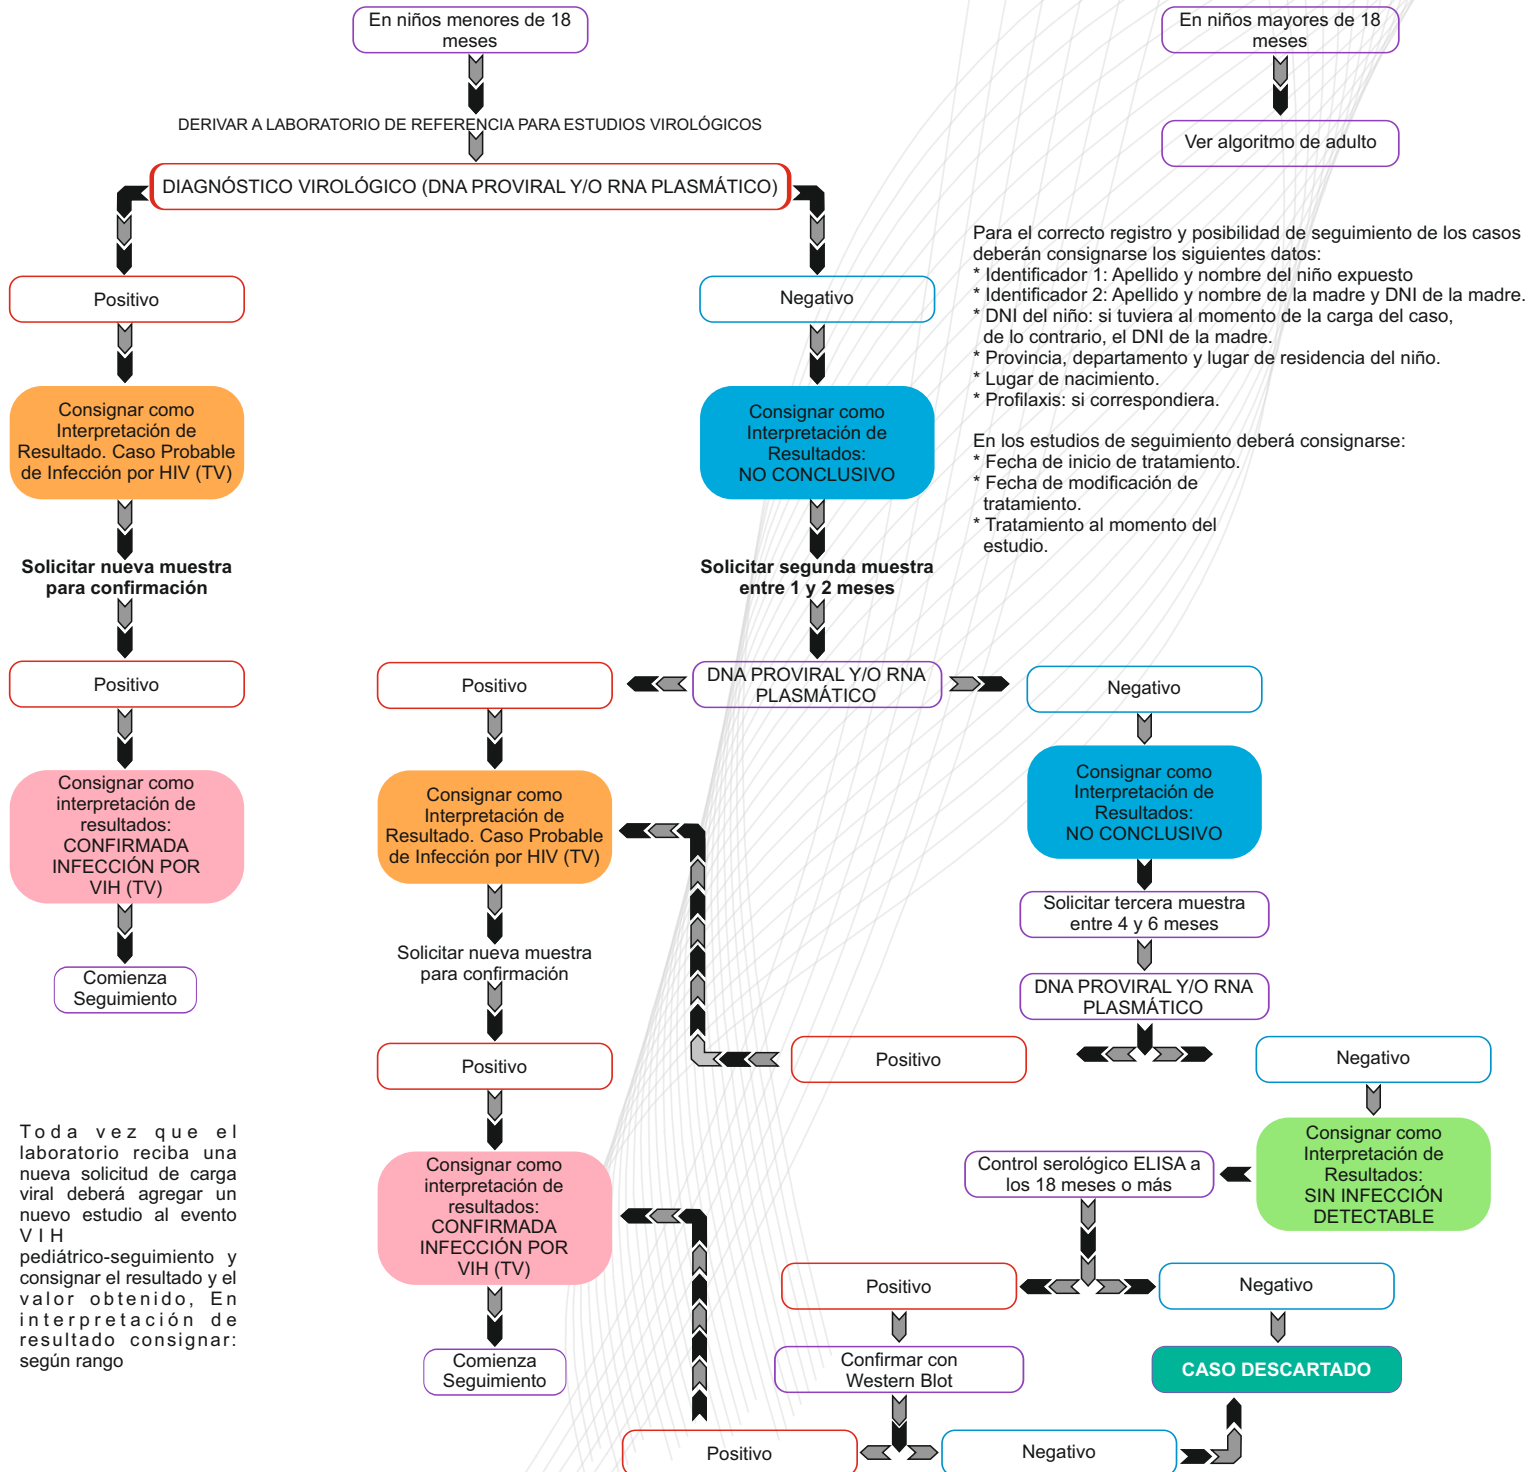 En niños menores de 18
meses
En niños mayores de 18
meses
DERIVAR A LABORATORIO DE REFERENCIA PARA ESTUDIOS VIROLÓGICOS
Ver algoritmo de adulto
DIAGNÓSTICO VIROLÓGICO (DNA PROVIRAL Y/O RNA PLASMÁTICO)
Para el correcto registro y posibilidad de seguimiento de los casos
deberán consignarse los siguientes datos:
* Identificador 1: Apellido y nombre del niño expuesto
* Identificador 2: Apellido y nombre de la madre y DNI de la madre.
* DNI del niño: si tuviera al momento de la carga del caso,
de lo contrario, el DNI de la madre.
* Provincia, departamento y lugar de residencia del niño.
* Lugar de nacimiento.
* Profilaxis: si correspondiera.
En los estudios de seguimiento deberá consignarse:
* Fecha de inicio de tratamiento.
* Fecha de modificación de
tratamiento.
* Tratamiento al momento del
estudio.
Positivo
Negativo
Consignar como
Interpretación de
Resultado. Caso Probable
de Infección por HIV (TV)
Consignar como
Interpretación de
Resultados:
NO CONCLUSIVO
Solicitar nueva muestra
para confirmación
Solicitar segunda muestra
entre 1 y 2 meses
Positivo
Positivo
DNA PROVIRAL Y/O RNA
PLASMÁTICO
Negativo
Consignar como
interpretación de
resultados:
CONFIRMADA
INFECCIÓN POR
VIH (TV)
Consignar como
Interpretación de
Resultado. Caso Probable
de Infección por HIV (TV)
Consignar como
Interpretación de
Resultados:
NO CONCLUSIVO
Solicitar tercera muestra
entre 4 y 6 meses
Comienza
Seguimiento
Solicitar nueva muestra
para confirmación
DNA PROVIRAL Y/O RNA
PLASMÁTICO
Positivo
Positivo
Negativo
Toda vez que el
laboratorio reciba una
nueva solicitud de carga
viral deberá agregar un
nuevo estudio al evento
VIH
pediátrico-seguimiento y
consignar el resultado y el
valor obtenido, En
interpretación de
resultado consignar:
según rango
Consignar como
interpretación de
resultados:
CONFIRMADA
INFECCIÓN POR
VIH (TV)
Control serológico ELISA a
los 18 meses o más
Consignar como
Interpretación de
Resultados:
SIN INFECCIÓN
DETECTABLE
Positivo
Negativo
Comienza
Seguimiento
Confirmar con
Western Blot
CASO DESCARTADO
Positivo
Negativo